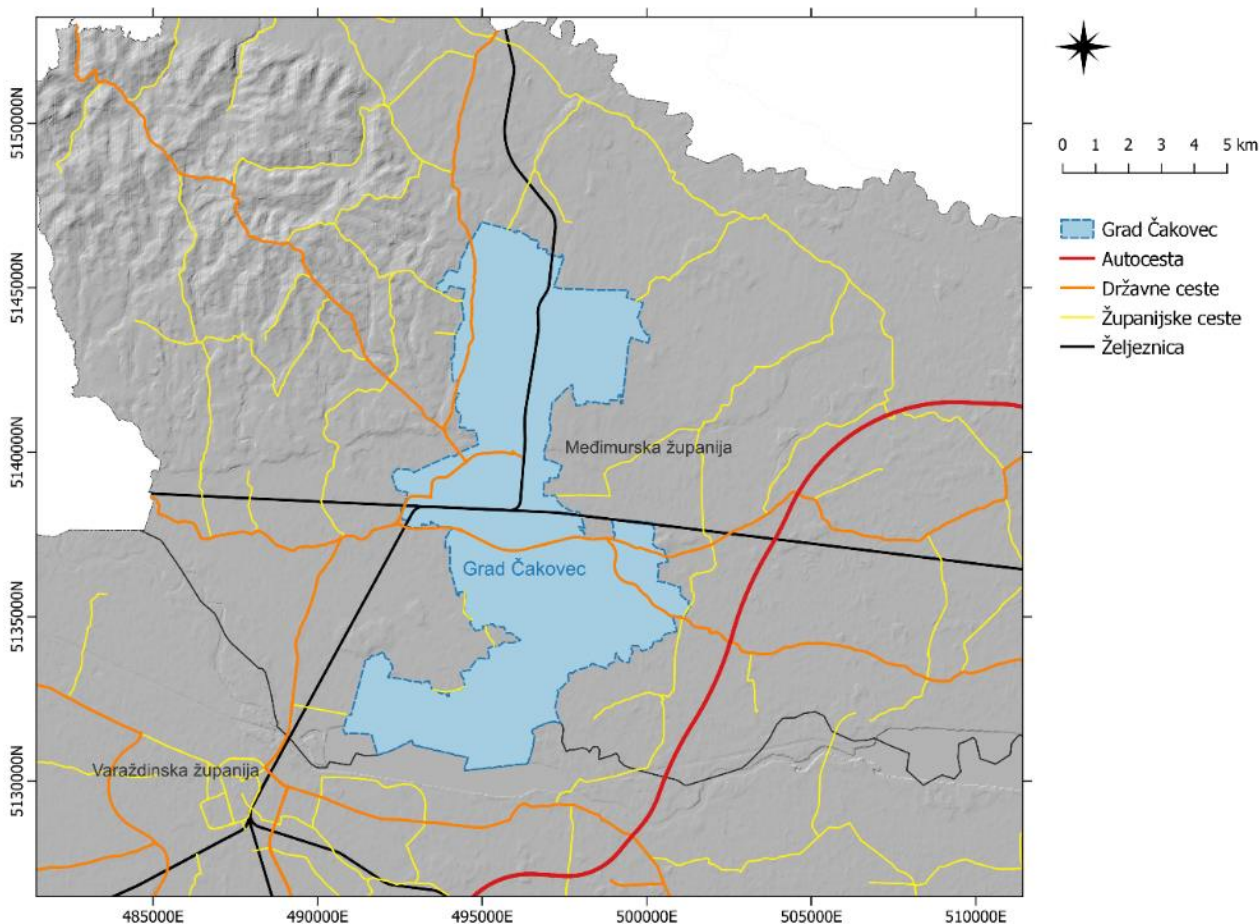 5150000N
5145000N
5140000N
5135000N
5130000N
485000E
490000E
495000E
500000E
505000E
510000E
Međimurska županija
Grad Čakovec
Varaždinska županija
0 1 2 3 4 5 km
Grad Čakovec
Autocesta
Državne ceste
Županijske ceste
Željeznica